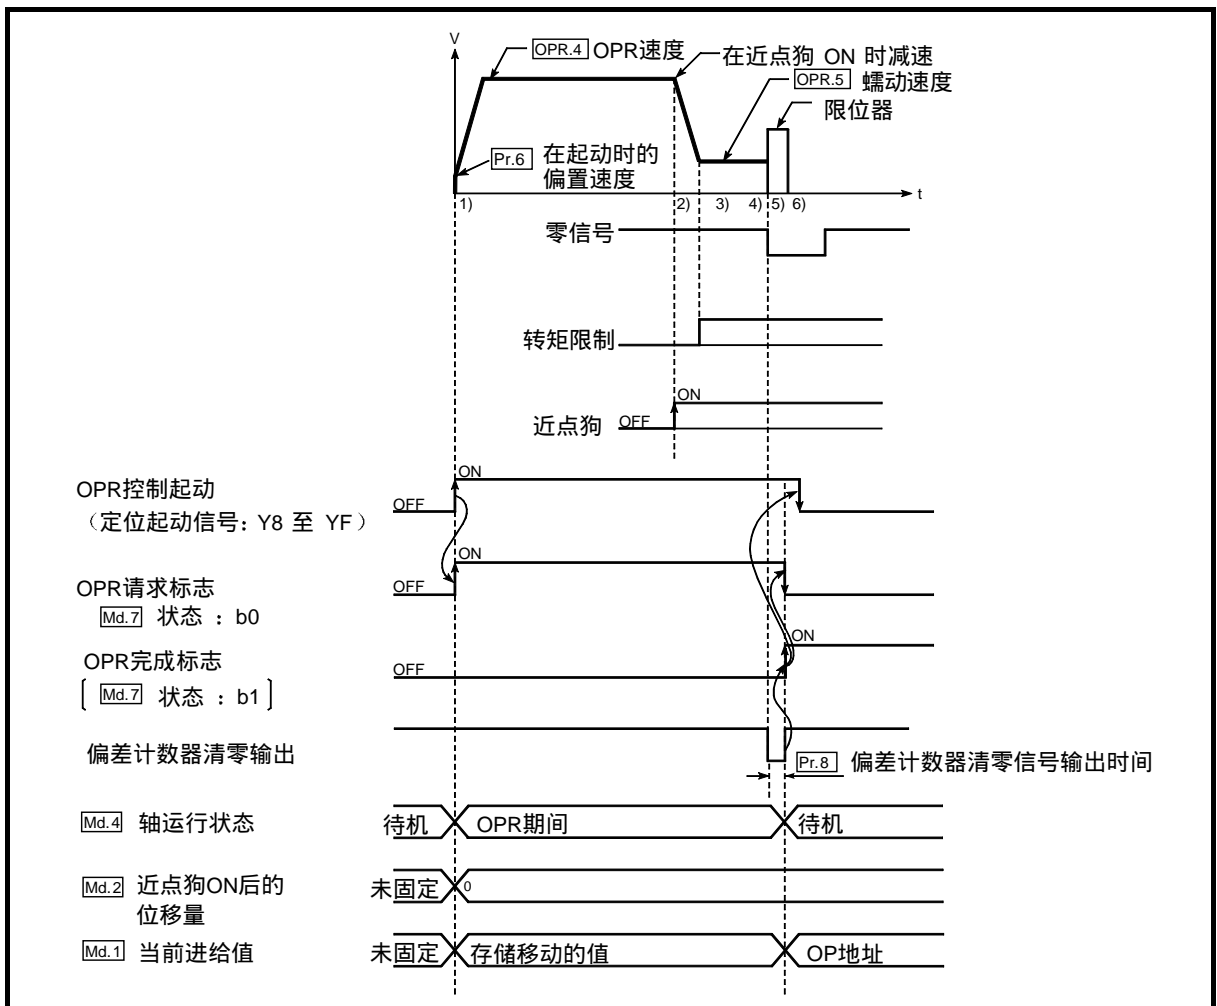 V
OPR.4 OPR速度
在近点狗 ON 时减速
OPR.5 蠕动速度
限位器
Pr.6 在起动时的
偏置速度
t
1) 2) 3) 4) 5) 6)
零信号
转矩限制
ON
近点狗 OFF
ON
OPR控制起动
OFF
（定位起动信号：Y8 至 YF）
ON
OPR请求标志
OFF
Md.7 状态 ：b0
ON
OPR完成标志
OFF
[ Md.7 状态 ：b1 ]
偏差计数器清零输出
Pr.8 偏差计数器清零信号输出时间
Md.4 轴运行状态 待机 OPR期间 待机
Md.2 近点狗ON后的 未固定 0
位移量
Md.1 当前进给值 未固定 存储移动的值 OP地址